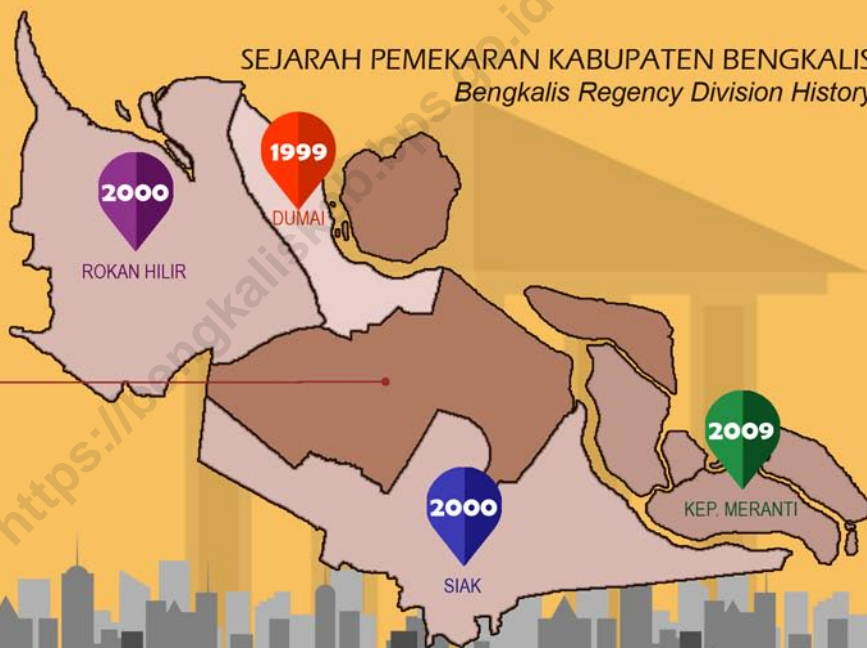 SEJARAH PEMEKARAN KABUPATEN BENGKALIS
Bengkalis Regency Division History
1999
DUMAI
2000
ROKAN HILIR
2009
KEP. MERANTI
2000
SIAK
https://bengkaliskab.bps.go.id